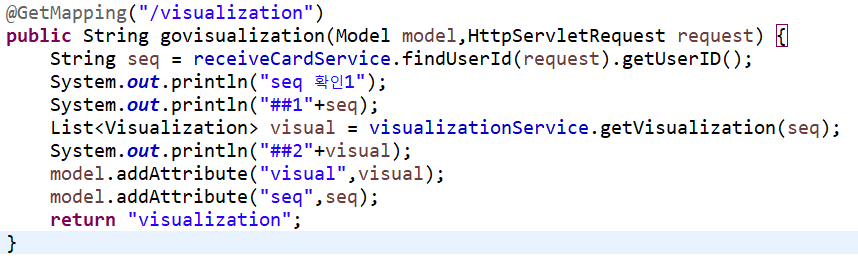 @GetMapping("/visualization")
public String govisualization(Model model,HttpServletRequest request) {
    String seq = receiveCardService.findUserId(request).getUserID();
    System.out.println("seq 확인1");
    System.out.println("##1"+seq);
    List<Visualization> visual = visualizationService.getVisualization(seq);
    System.out.println("##2"+visual);
    model.addAttribute("visual",visual);
    model.addAttribute("seq",seq);
    return "visualization";
}